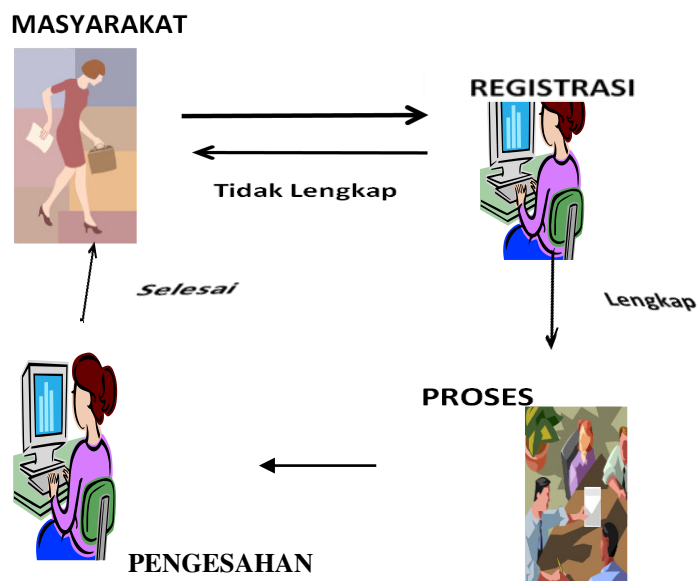 MASYARAKAT
REGISTRASI
Tidak Lengkap
Selesai
Lengkap
PROSES
PENGESAHAN